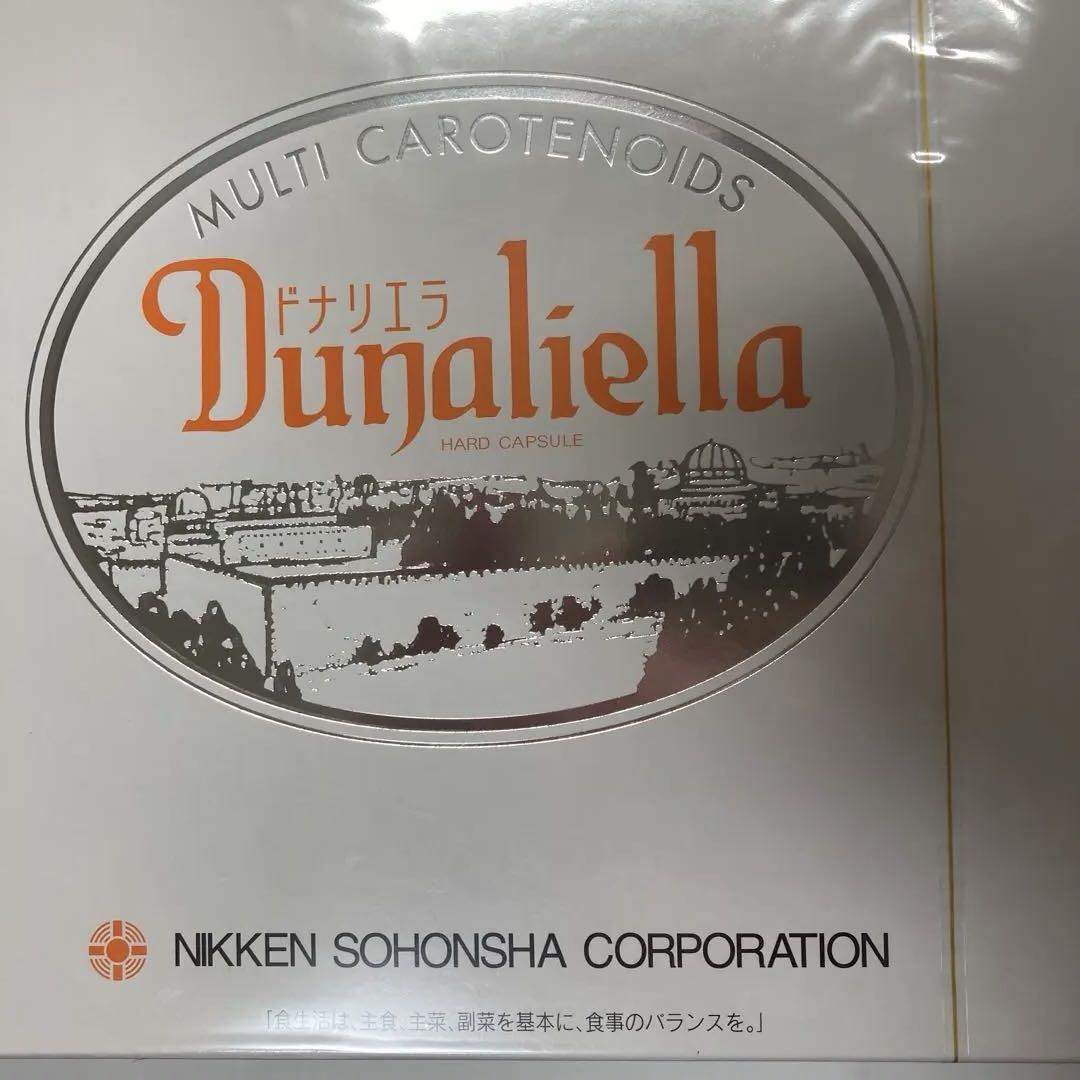 MULTI CAROTENOIDS
ドナリエラ
Dunaliella
HARD CAPSULE
NIKKEN SOHONSHA CORPORATION
「食生活は、主食、主菜、副菜を基本に、食事のバランスを。」